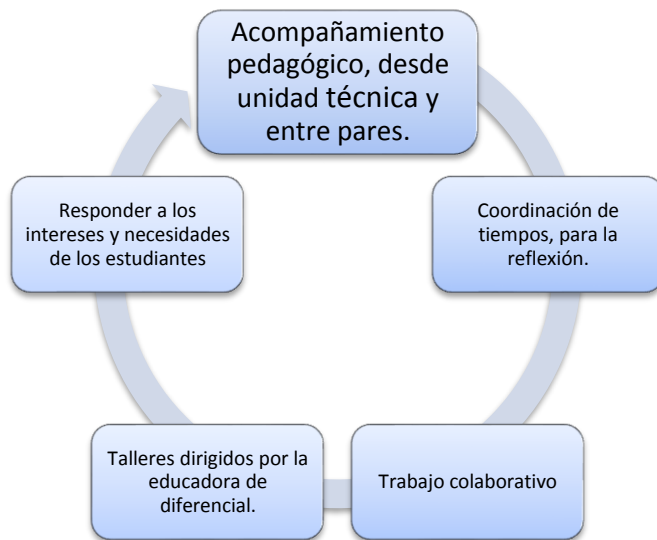 Acompañamiento
pedagógico, desde
unidad técnica y
entre pares.
Responder a los
intereses y necesidades
de los estudiantes
Coordinación de
tiempos, para la
reflexión.
Talleres dirigidos por la
educadora de
diferencial.
Trabajo colaborativo